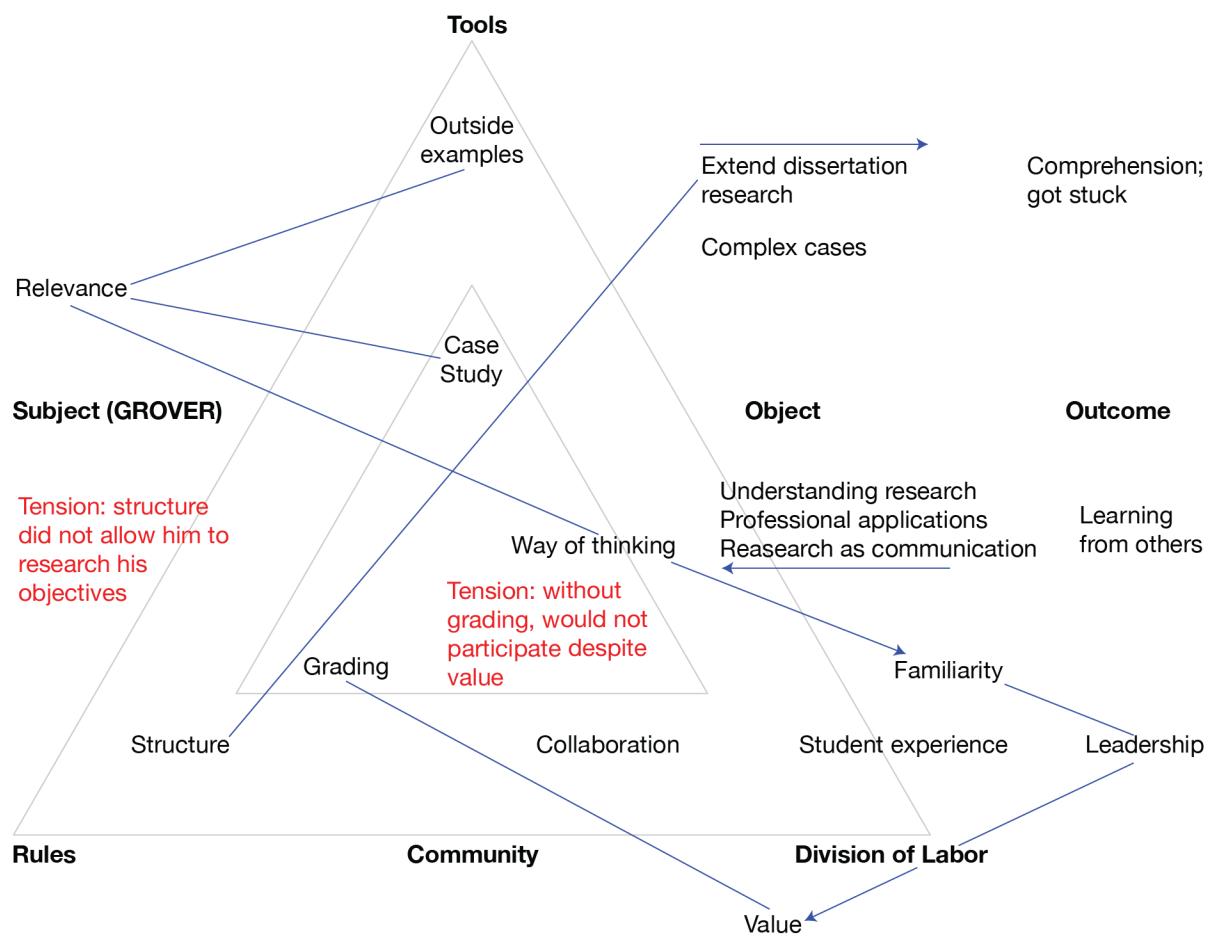 Tools
Outside
examples
Extend dissertation
research
Comprehension;
got stuck
Complex cases
Relevance
Case
Study
Subject (GROVER)
Object
Outcome
Tension: structure
did not allow him to
research his
objectives
Understanding research
Professional applications
Reasearch as communication
Learning
from others
Way of thinking
Tension: without
grading, would not
participate despite
value
Grading
Familiarity
Structure
Collaboration
Student experience
Leadership
Rules
Community
Division of Labor
Value